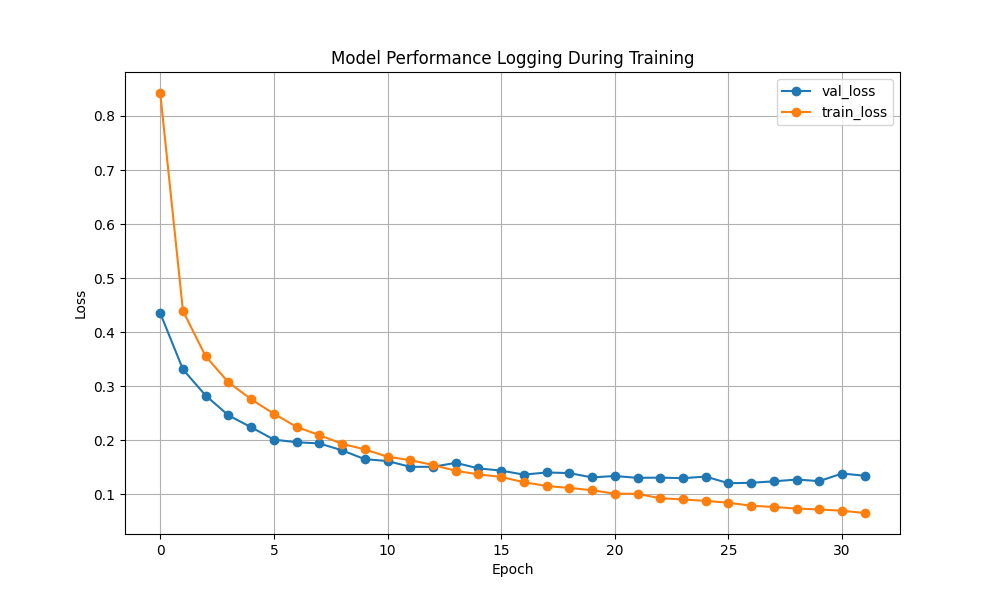 Model Performance Logging During Training
val_loss
train_loss
0.8
0.7
0.6
0.5
0.4
0.3
0.2
0.1
Loss
0 5 10 15 20 25 30
Epoch